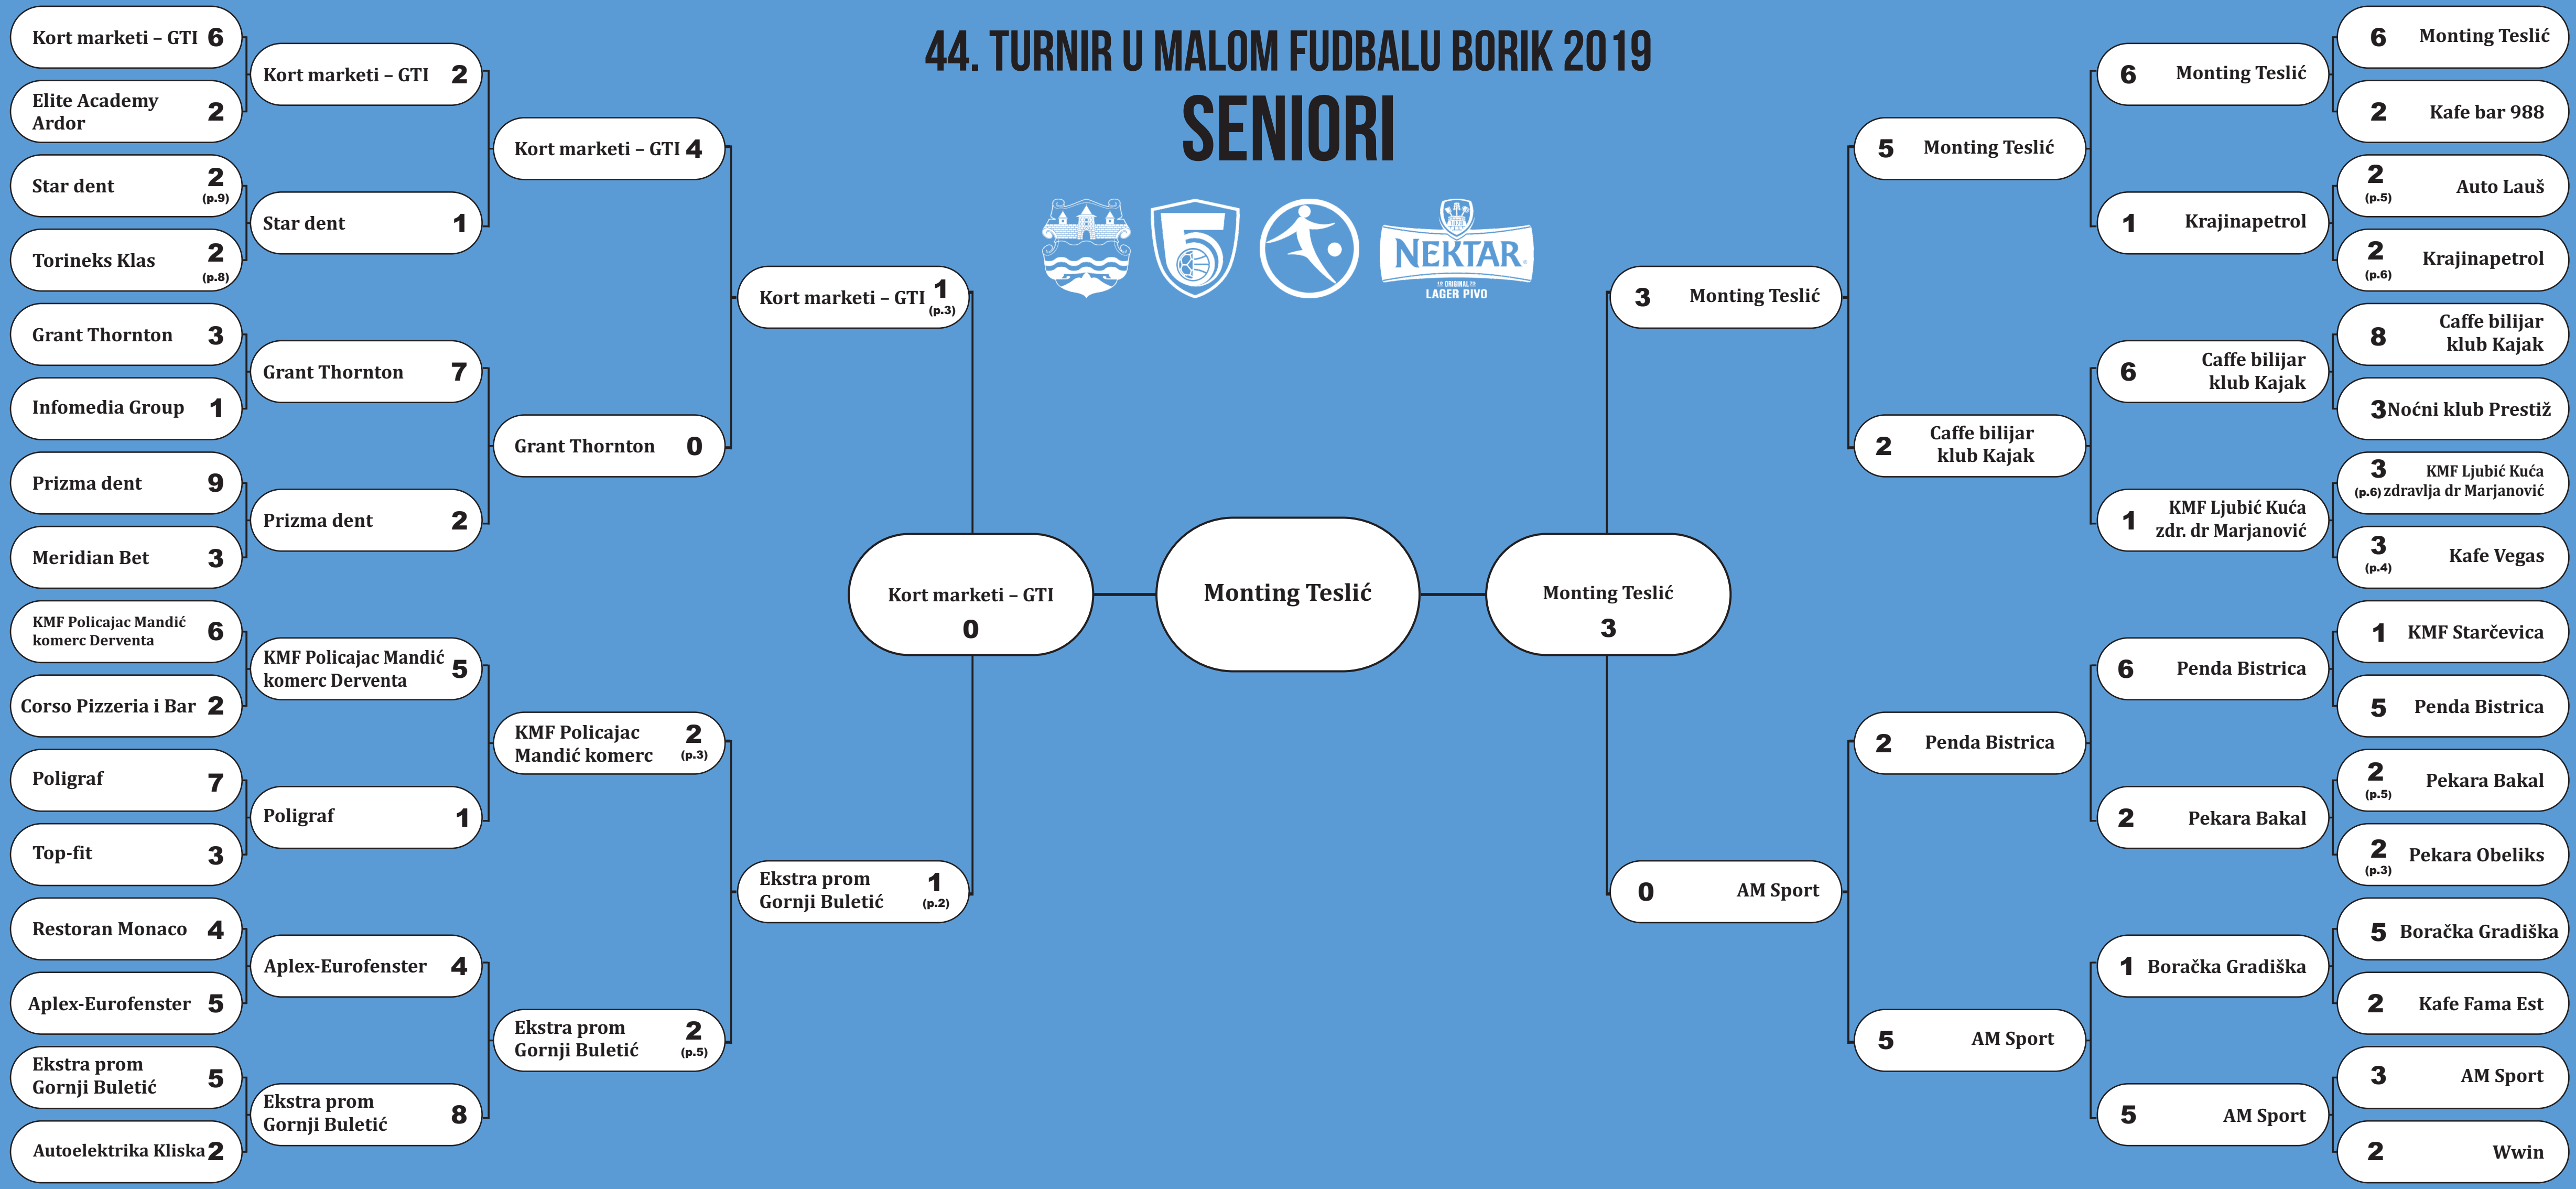 44. TURNIR U MALOM FUDBALU BORIK 2019
SENIORI
NEKTAR
ORIGINAL
LAGER PIVO
Kort marketi – GTI 6
Elite Academy
Ardor 2
Star dent 2
(p.9)
Torineks Klas 2
(p.8)
Grant Thornton 3
Infomedia Group 1
Prizma dent 9
Meridian Bet 3
KMF Policajac Mandić
komerc Derventa 6
Corso Pizzeria i Bar 2
Poligraf 7
Top-fit 3
Restoran Monaco 4
Aplex-Eurofenster 5
Ekstra prom
Gornji Buletić 5
Autoelektrika Kliska 2
Kort marketi – GTI 2
Star dent 1
Grant Thornton 7
Prizma dent 2
KMF Policajac Mandić
komerc Derventa 5
Poligraf 1
Aplex-Eurofenster 4
Ekstra prom
Gornji Buletić 8
Kort marketi – GTI 4
Grant Thornton 0
KMF Policajac
Mandić komerc 2
(p.3)
Ekstra prom
Gornji Buletić 2
(p.5)
Kort marketi – GTI 1
(p.3)
Ekstra prom
Gornji Buletić 1
(p.2)
Kort marketi – GTI
0
Monting Teslić
Monting Teslić
3
3 Monting Teslić
0 AM Sport
5 Monting Teslić
2 Caffe bilijar
klub Kajak
2 Penda Bistrica
5 AM Sport
6 Monting Teslić
1 Krajinapetrol
6 Caffe bilijar
klub Kajak
1 KMF Ljubić Kuća
zdr. dr Marjanović
6 Penda Bistrica
2 Pekara Bakal
1 Boračka Gradiška
5 AM Sport
6 Monting Teslić
2 Kafe bar 988
2 Auto Lauš
(p.5)
2 Krajinapetrol
(p.6)
8 Caffe bilijar
klub Kajak
3 Noćni klub Prestiž
3 KMF Ljubić Kuća
(p.6) zdravlja dr Marjanović
3 Kafe Vegas
(p.4)
1 KMF Starčevica
5 Penda Bistrica
2 Pekara Bakal
(p.5)
2 Pekara Obeliks
(p.3)
5 Boračka Gradiška
2 Kafe Fama Est
3 AM Sport
2 Wwin